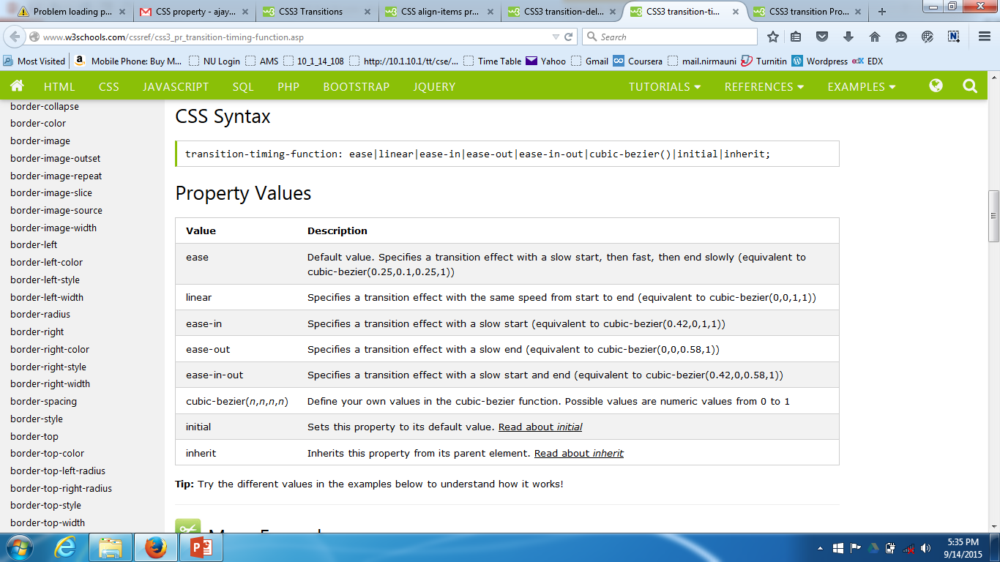 Problem loading p...
CSS property - ajay...
CSS3 Transitions
CSS align-items pr...
CSS3 transition-del...
CSS3 transition-ti...
CSS3 transition Pro...
www.w3schools.com/cssref/css3_pr_transition-timing-function.asp
Search
Most Visited
Mobile Phone: Buy M...
NU Login
AMS
10_1_14_108
http://10.1.10.1/tt/cse/...
Time Table
Yahoo
Gmail
Coursera
mail.nirmauni
Turnitin
Wordpress
EDX
HTML
CSS
JAVASCRIPT
SQL
PHP
BOOTSTRAP
JQUERY
TUTORIALS
REFERENCES
EXAMPLES
border-collapse
border-color
border-image
border-image-outset
border-image-repeat
border-image-slice
border-image-source
border-image-width
border-left
border-left-color
border-left-style
border-left-width
border-radius
border-right
border-right-color
border-right-style
border-right-width
border-spacing
border-style
border-top
border-top-color
border-top-left-radius
border-top-right-radius
border-top-style
border-top-width
CSS Syntax
transition-timing-function: ease|linear|ease-in|ease-out|ease-in-out|cubic-bezier()|initial|inherit;
Property Values
Value Description
ease Default value. Specifies a transition effect with a slow start, then fast, then end slowly (equivalent to
cubic-bezier(0.25,0.1,0.25,1))
linear Specifies a transition effect with the same speed from start to end (equivalent to cubic-bezier(0,0,1,1))
ease-in Specifies a transition effect with a slow start (equivalent to cubic-bezier(0.42,0,1,1))
ease-out Specifies a transition effect with a slow end (equivalent to cubic-bezier(0,0,0.58,1))
ease-in-out Specifies a transition effect with a slow start and end (equivalent to cubic-bezier(0.42,0,0.58,1))
cubic-bezier(n,n,n,n) Define your own values in the cubic-bezier function. Possible values are numeric values from 0 to 1
initial Sets this property to its default value. Read about initial
inherit Inherits this property from its parent element. Read about inherit
Tip: Try the different values in the examples below to understand how it works!
5:35 PM
9/14/2015